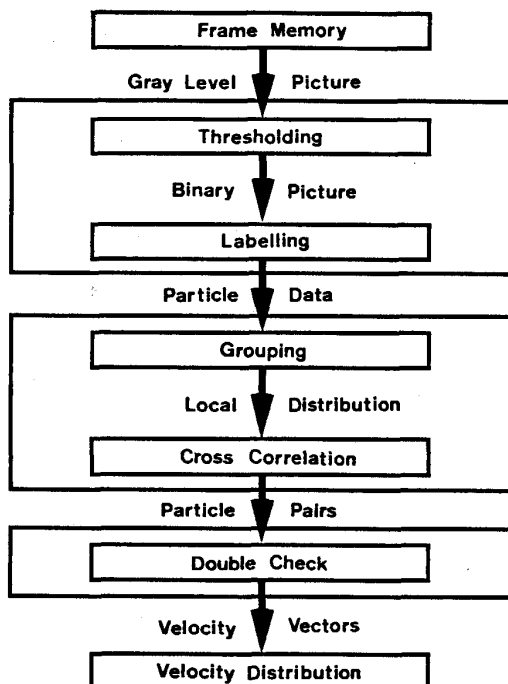 Frame Memory
Gray Level Picture
Thresholding
Binary Picture
Labelling
Particle Data
Grouping
Local Distribution
Cross Correlation
Particle Pairs
Double Check
Velocity Vectors
Velocity Distribution